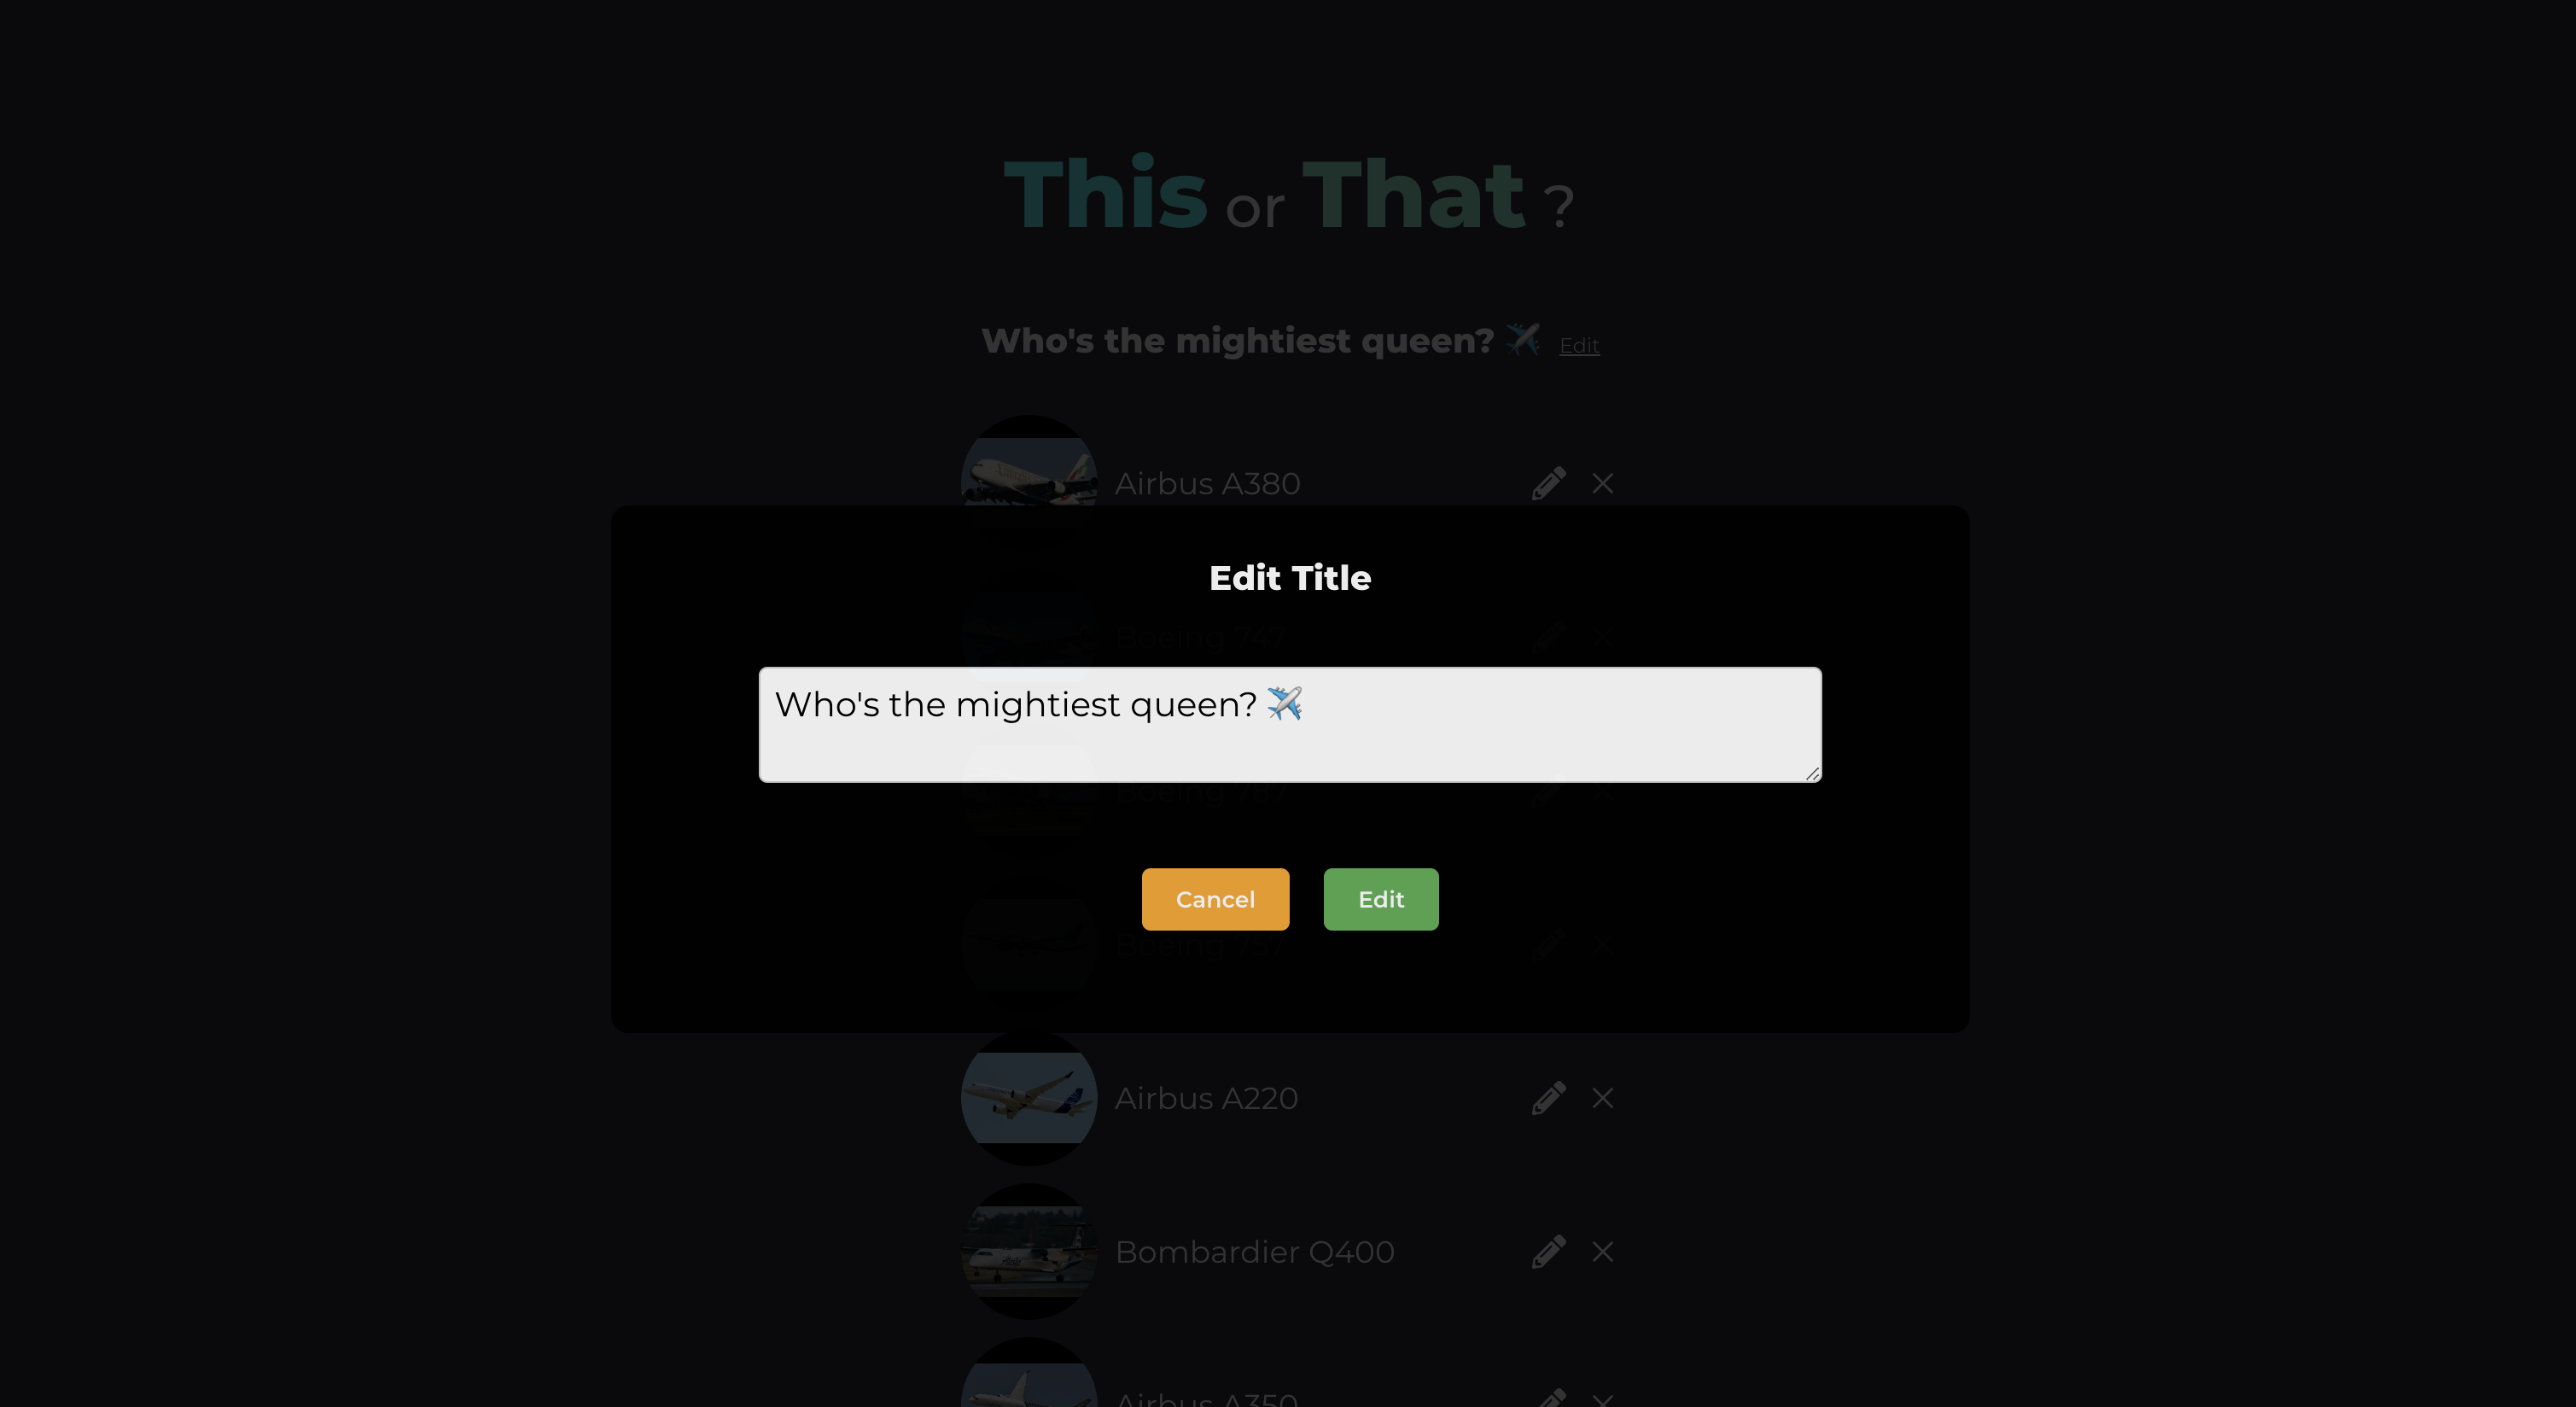 This or That ?
Who's the mightiest queen? ✈️ Edit
Airbus A380
Edit Title
Boeing 747
Who's the mightiest queen? ✈️
Boeing 787
Cancel Edit
Boeing 757
Airbus A220
Bombardier Q400
Airbus A350